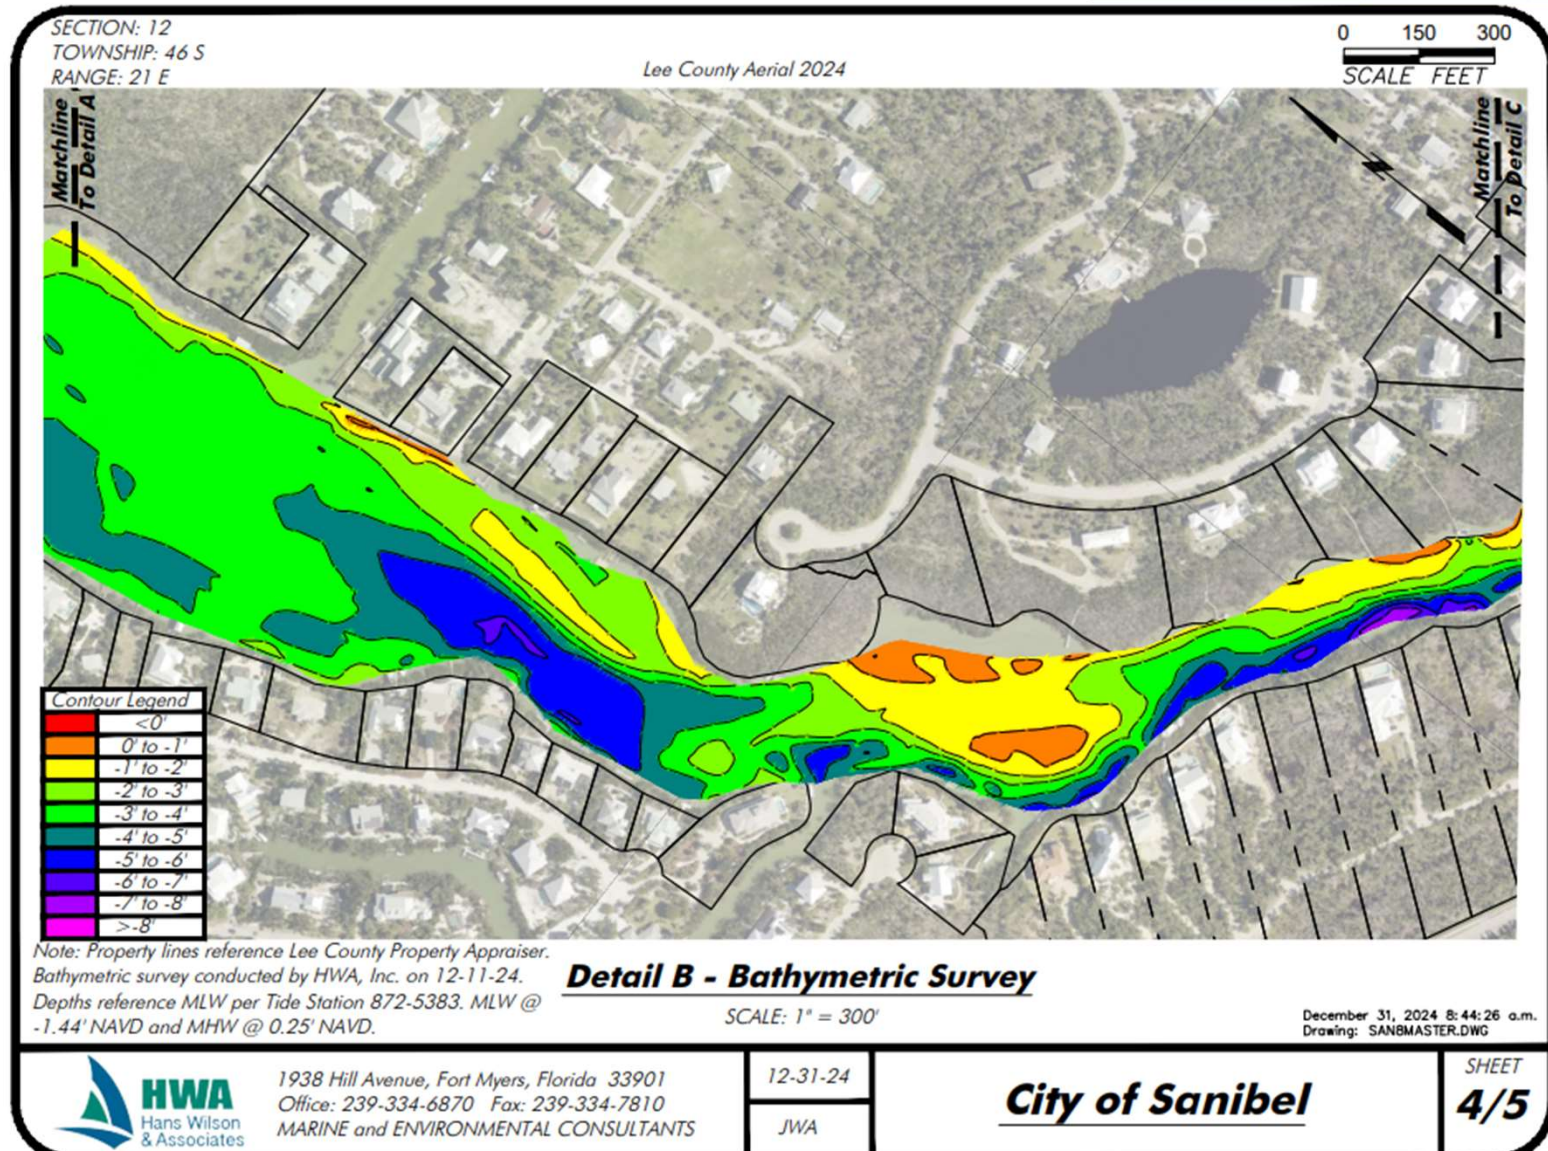 SECTION: 12
TOWNSHIP: 46 S
RANGE: 21 E
Lee County Aerial 2024
0 150 300
SCALE FEET
Matchline
To Detail A
Matchline
To Detail C
N
Contour Legend
<0'
0' to -1'
-1' to -2'
-2' to -3'
-3' to -4'
-4' to -5'
-5' to -6'
-6' to -7'
-7' to -8'
>-8'
Note: Property lines reference Lee County Property Appraiser.
Bathymetric survey conducted by HWA, Inc. on 12-11-24.
Depths reference MLW per Tide Station 872-5383. MLW @
-1.44' NAVD and MHW @ 0.25' NAVD.
Detail B - Bathymetric Survey
SCALE: 1" = 300'
December 31, 2024 8:44:26 a.m.
Drawing: SAN8MASTER.DWG
HWA
Hans Wilson
& Associates
1938 Hill Avenue, Fort Myers, Florida 33901
Office: 239-334-6870 Fax: 239-334-7810
MARINE and ENVIRONMENTAL CONSULTANTS
12-31-24
JWA
City of Sanibel
SHEET
4/5